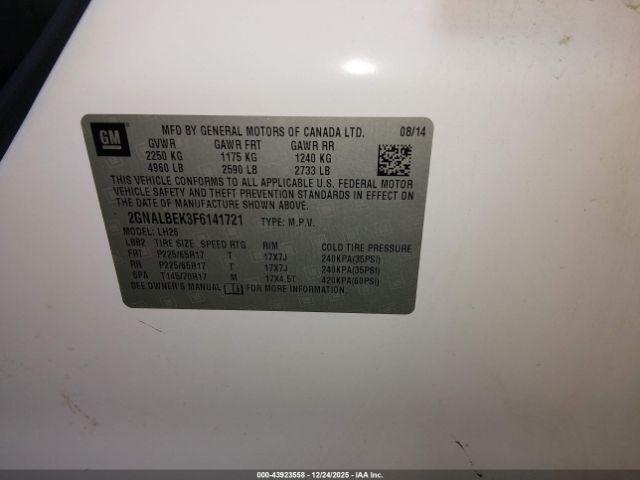 GM
MFD BY GENERAL MOTORS OF CANADA LTD. 08/14
GVWR GAWR FRT GAWR RR
2250 KG 1175 KG 1240 KG
4960 LB 2590 LB 2733 LB
THIS VEHICLE CONFORMS TO ALL APPLICABLE U.S. FEDERAL MOTOR
VEHICLE SAFETY AND THEFT PREVENTION STANDARDS IN EFFECT ON
THE DATE OF MANUFACTURE SHOWN ABOVE.
2GNALBEK3F6141721 TYPE: M.P.V.
MODEL: LH26
LBB2 TIRE SIZE SPEED RTG RIM COLD TIRE PRESSURE
FRT P225/65R17 T 17X7J 240KPA(35PSI)
RR P225/65R17 T 17X7J 240KPA(35PSI)
SPA T145/70R17 M 17X4.5T 420KPA(60PSI)
SEE OWNER'S MANUAL FOR MORE INFORMATION.
000-43923558 - 12/24/2025 - IAA Inc.